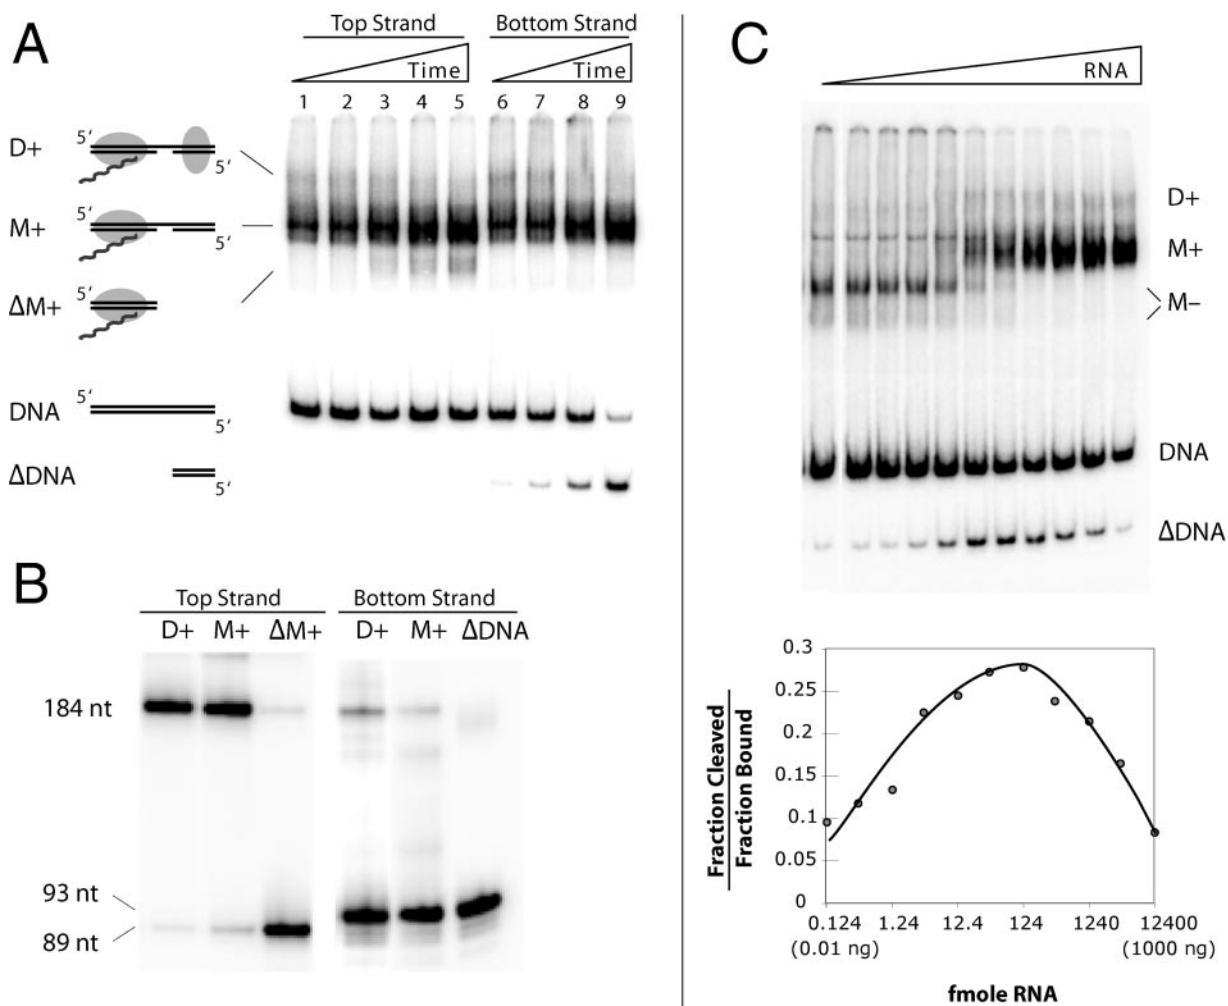 A
Top Strand Bottom Strand
Time Time
1 2 3 4 5 6 7 8 9
D+ 5‘ 5‘
M+ 5‘ 5‘
ΔM+ 5‘
DNA 5‘ 5‘
ΔDNA 5‘
B
Top Strand Bottom Strand
D+ M+ ΔM+ D+ M+ ΔDNA
184 nt
93 nt
89 nt
C
RNA
D+
M+
M–
DNA
ΔDNA
Fraction Cleaved
Fraction Bound
0.3
0.25
0.2
0.15
0.1
0.05
0
0.124 1.24 12.4 124 1240 12400
(0.01 ng) (1000 ng)
fmole RNA